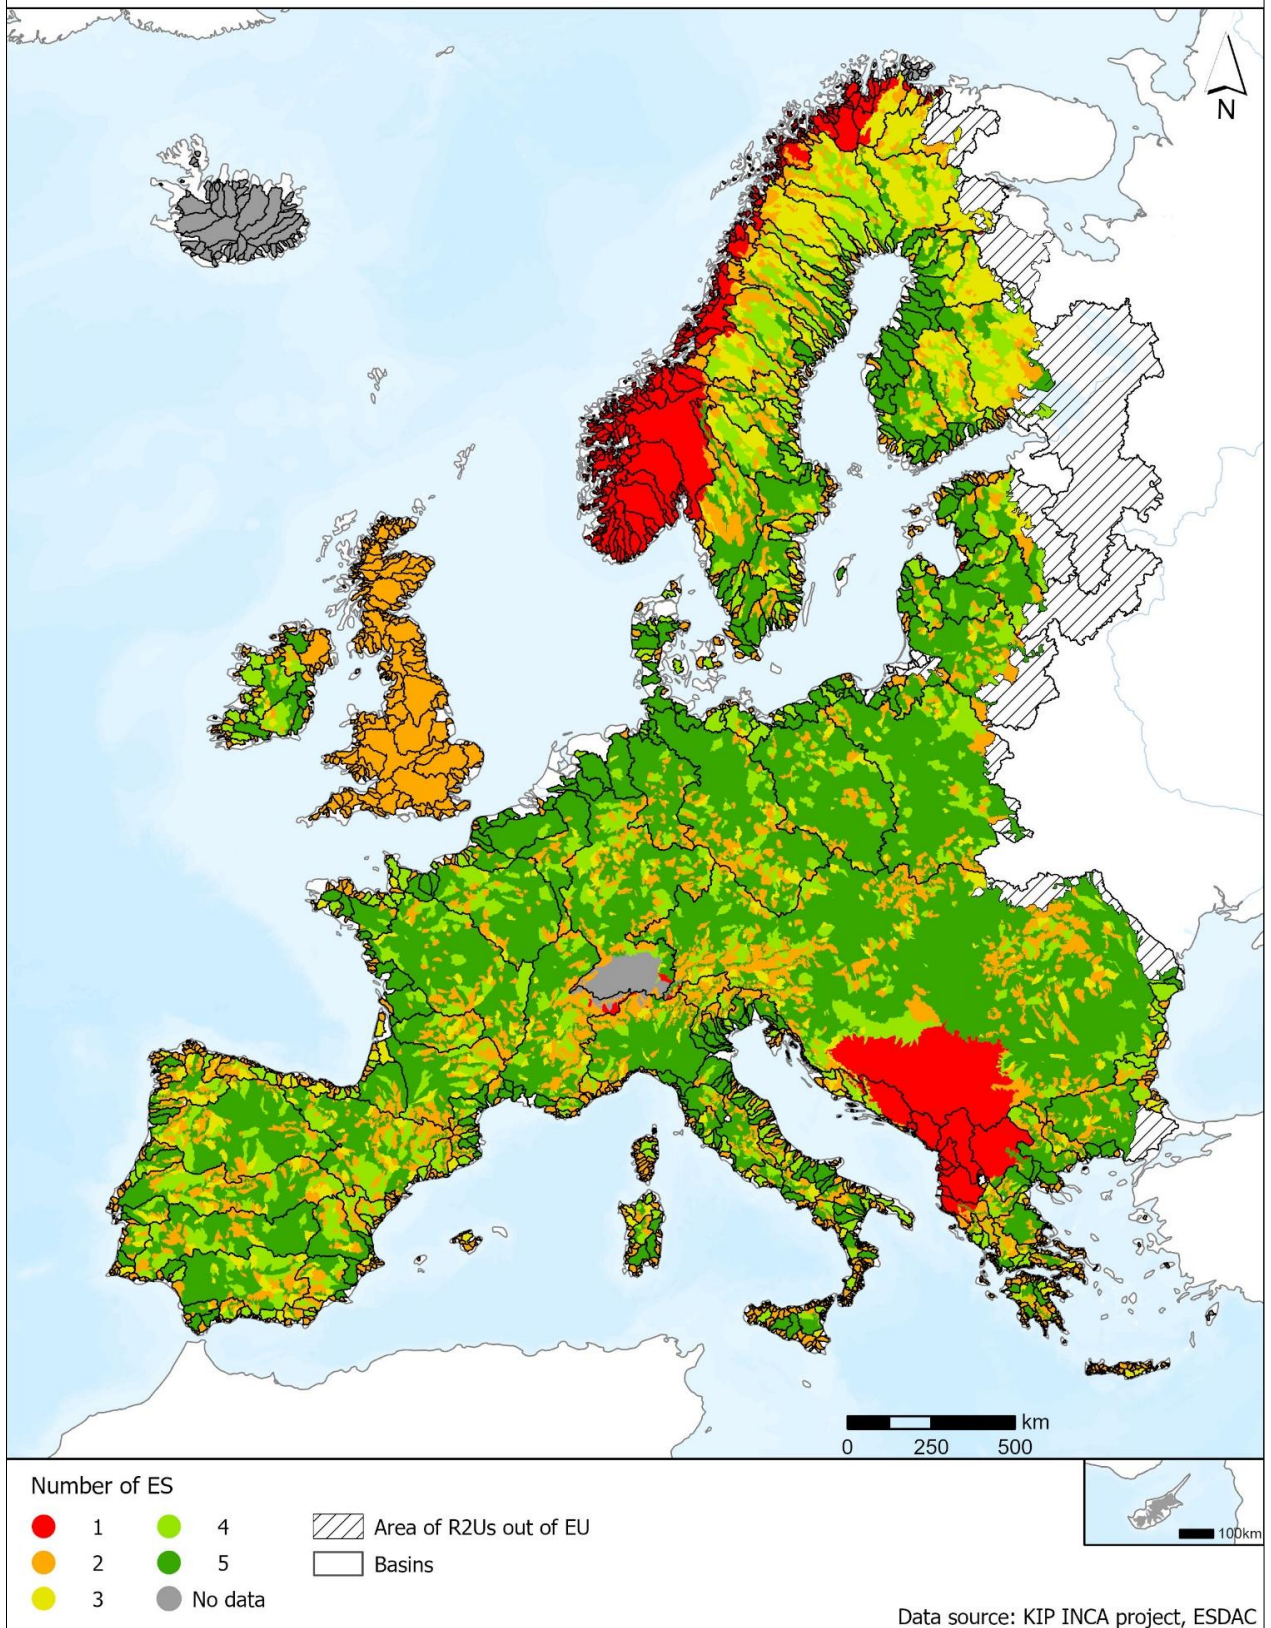 N
km
0 250 500
Number of ES
1 4
2 5
3 No data
Area of R2Us out of EU
Basins
100km
Data source: KIP INCA project, ESDAC